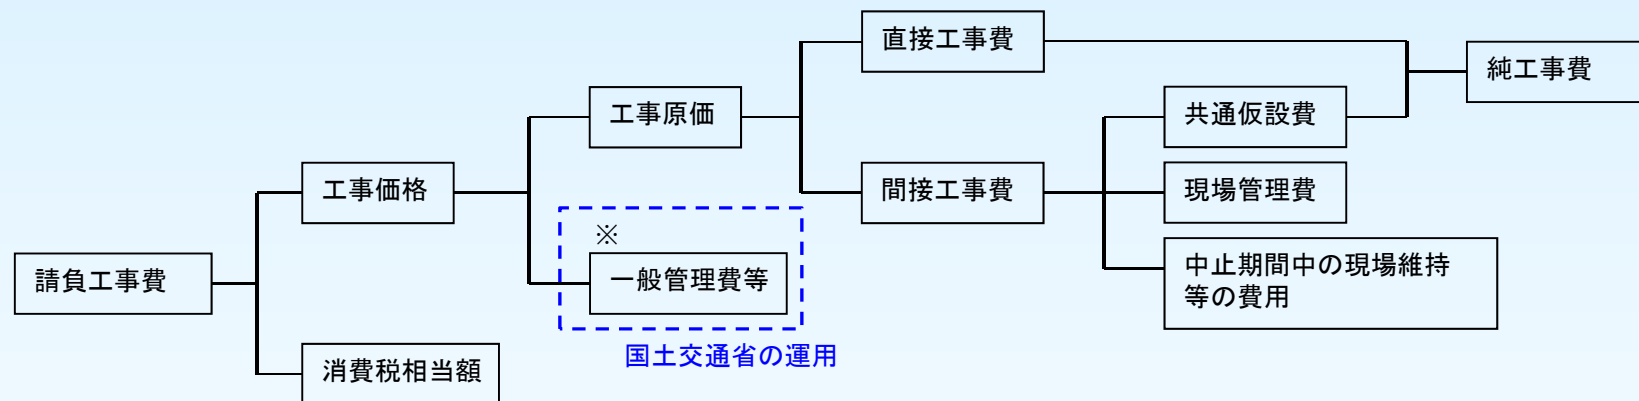 直接工事費
純工事費
工事原価
共通仮設費
工事価格
間接工事費
現場管理費
※
一般管理費等
中止期間中の現場維持
等の費用
請負工事費
国土交通省の運用
消費税相当額